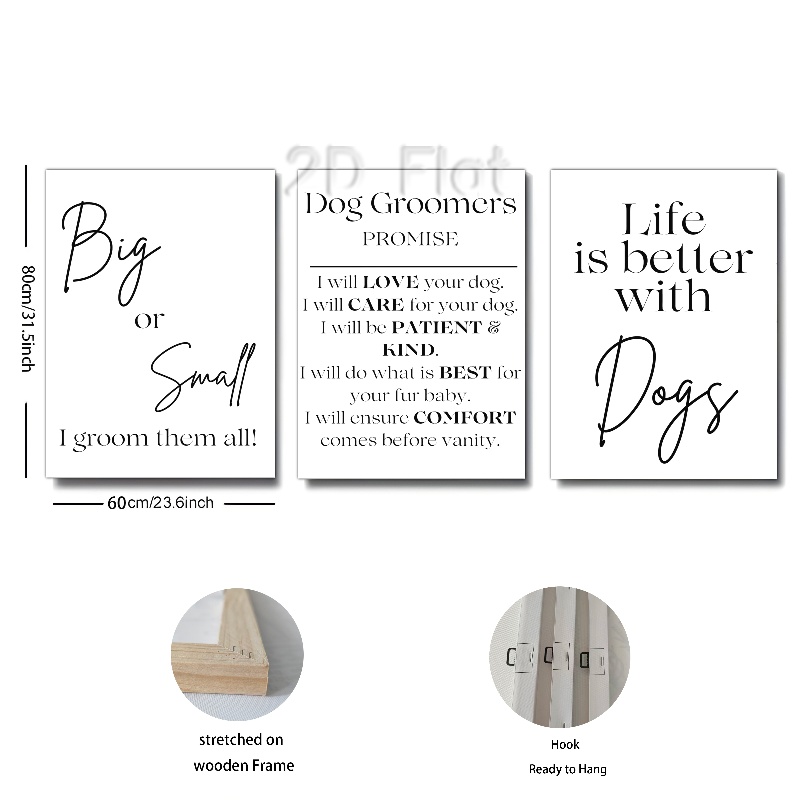 2D Flat
80cm/31.5inch
Big
or
Small
I groom them all!
60cm/23.6inch
Dog Groomers
PROMISE
I will LOVE your dog.
I will CARE for your dog.
I will be PATIENT &
KIND.
I will do what is BEST for
your fur baby.
I will ensure COMFORT
comes before vanity.
Life
is better
with
Dogs
stretched on
wooden Frame
Hook
Ready to Hang